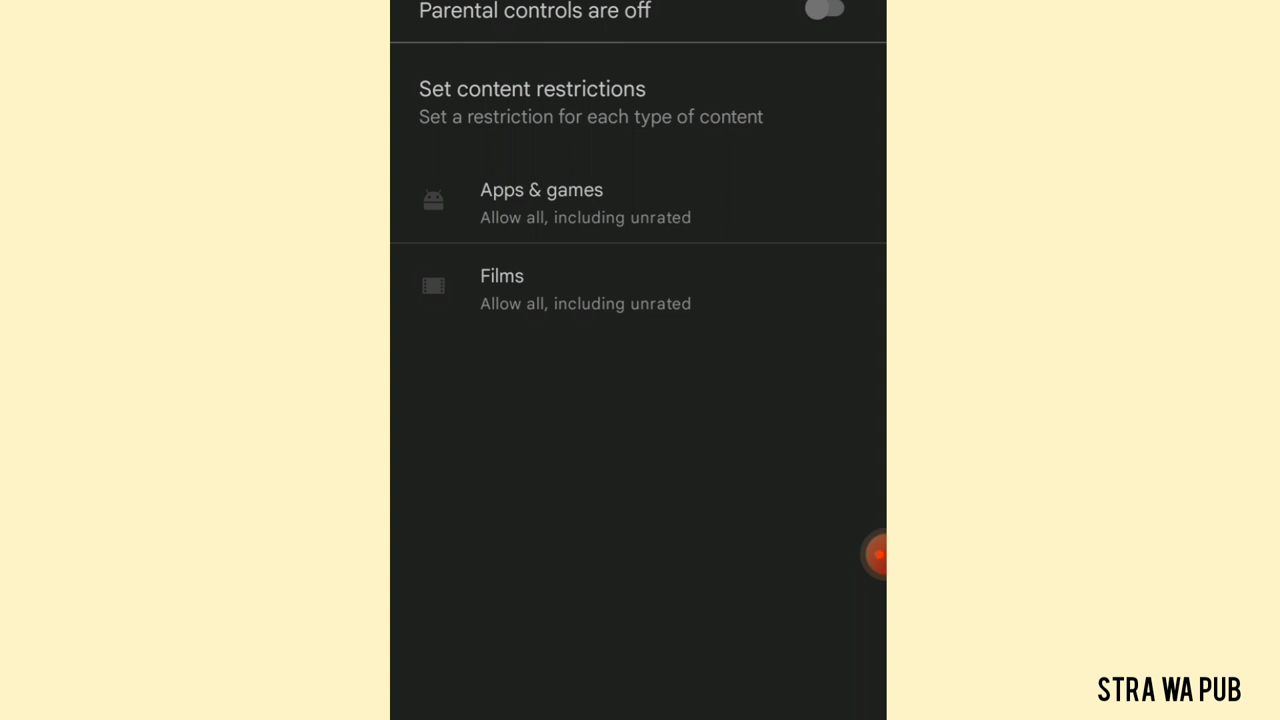 Parental controls are off
Set content restrictions
Set a restriction for each type of content
Apps & games
Allow all, including unrated
Films
Allow all, including unrated
STRA WA PUB